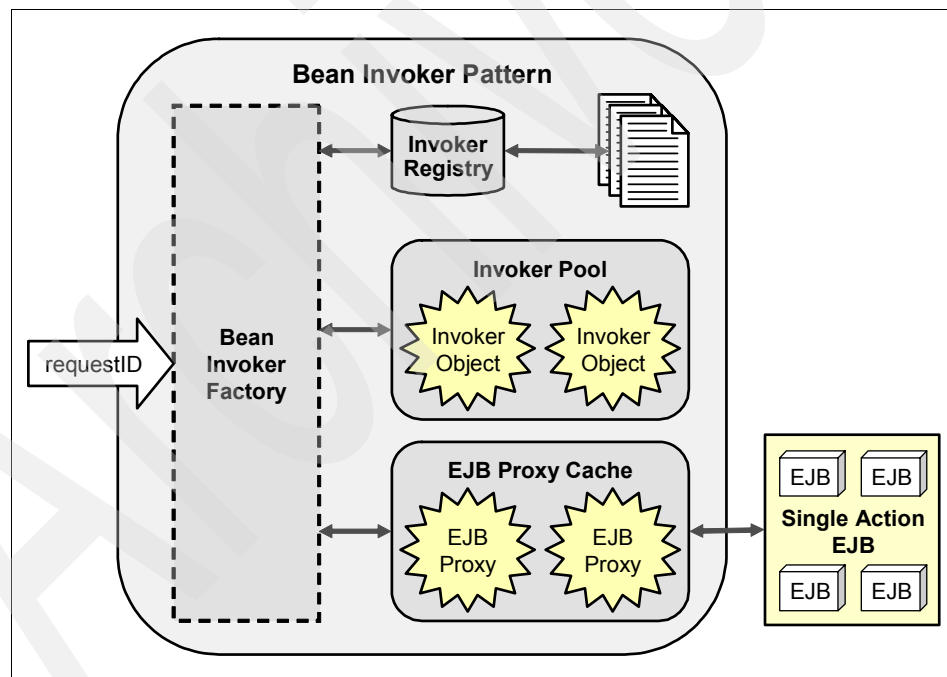 Bean Invoker Pattern
Invoker
Registry
Invoker Pool
Invoker
Object
Invoker
Object
Bean
Invoker
Factory
requestID
EJB Proxy Cache
EJB
Proxy
EJB
Proxy
EJB
EJB
Single Action
EJB
EJB
EJB